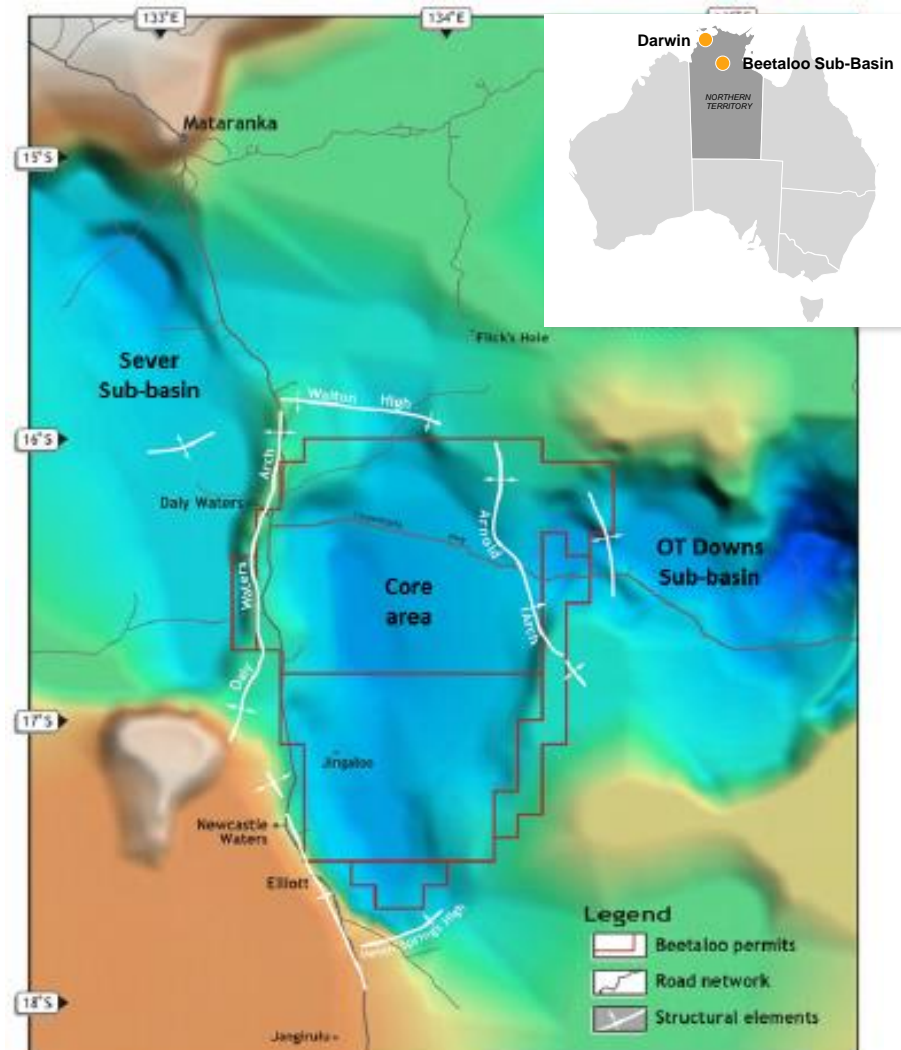 133°E
134°E
Darwin
Beetaloo Sub-Basin
NORTHERN
TERRITORY
Mataranka
15°S
Flick's Hole
Sever
Sub-basin
Walton High
16°S
Arch
Daly Waters
Arnold
OT Downs
Sub-basin
Waters
Core
area
Arch
Daly
17°S
Jingaloo
Newcastle
Waters
Elliott
Springs High
Legend
Beetaloo permits
Road network
Structural elements
18°S